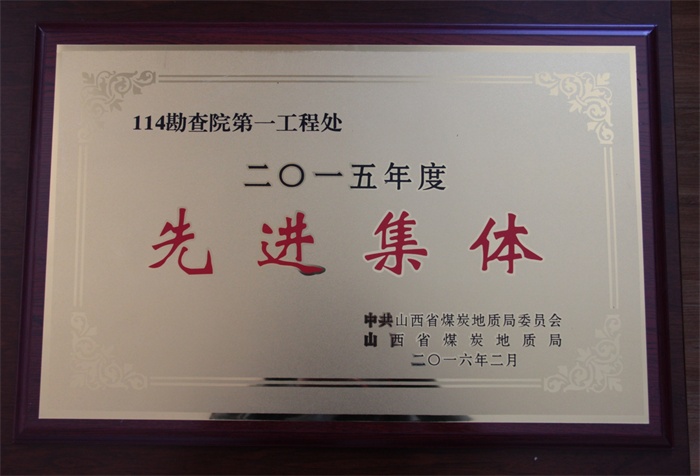 114勘查院第一工程处
二〇一五年度
先进集体
中共山西省煤炭地质局委员会
山西省煤炭地质局
二〇一六年二月